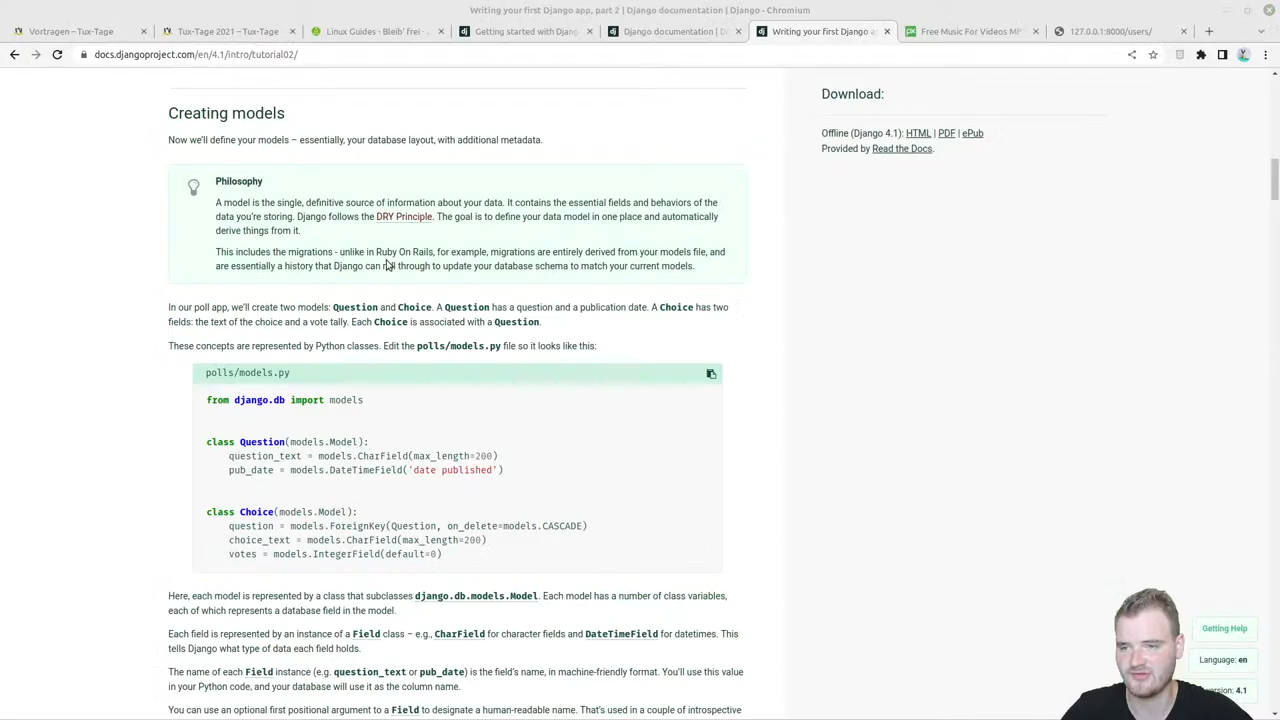 Writing your first Django app, part 2 | Django documentation | Django - Chromium
Vortragen – Tux-Tage
Tux-Tage 2021 – Tux-Tage
Linux Guides - Bleib' frei -
Getting started with Djang
Django documentation | D
Writing your first Django ap
Free Music For Videos MP
127.0.0.1:8000/users/
docs.djangoproject.com/en/4.1/intro/tutorial02/
Creating models
Now we'll define your models – essentially, your database layout, with additional metadata.
Philosophy
A model is the single, definitive source of information about your data. It contains the essential fields and behaviors of the
data you're storing. Django follows the DRY Principle. The goal is to define your data model in one place and automatically
derive things from it.
This includes the migrations - unlike in Ruby On Rails, for example, migrations are entirely derived from your models file, and
are essentially a history that Django can roll through to update your database schema to match your current models.
In our poll app, we'll create two models: Question and Choice. A Question has a question and a publication date. A Choice has two
fields: the text of the choice and a vote tally. Each Choice is associated with a Question.
These concepts are represented by Python classes. Edit the polls/models.py file so it looks like this:
polls/models.py
from django.db import models
class Question(models.Model):
question_text = models.CharField(max_length=200)
pub_date = models.DateTimeField('date published')
class Choice(models.Model):
question = models.ForeignKey(Question, on_delete=models.CASCADE)
choice_text = models.CharField(max_length=200)
votes = models.IntegerField(default=0)
Here, each model is represented by a class that subclasses django.db.models.Model. Each model has a number of class variables,
each of which represents a database field in the model.
Each field is represented by an instance of a Field class – e.g., CharField for character fields and DateTimeField for datetimes. This
tells Django what type of data each field holds.
The name of each Field instance (e.g. question_text or pub_date) is the field's name, in machine-friendly format. You'll use this value
in your Python code, and your database will use it as the column name.
You can use an optional first positional argument to a Field to designate a human-readable name. That's used in a couple of introspective
Download:
Offline (Django 4.1): HTML | PDF | ePub
Provided by Read the Docs.
Getting Help
Language: en
version: 4.1